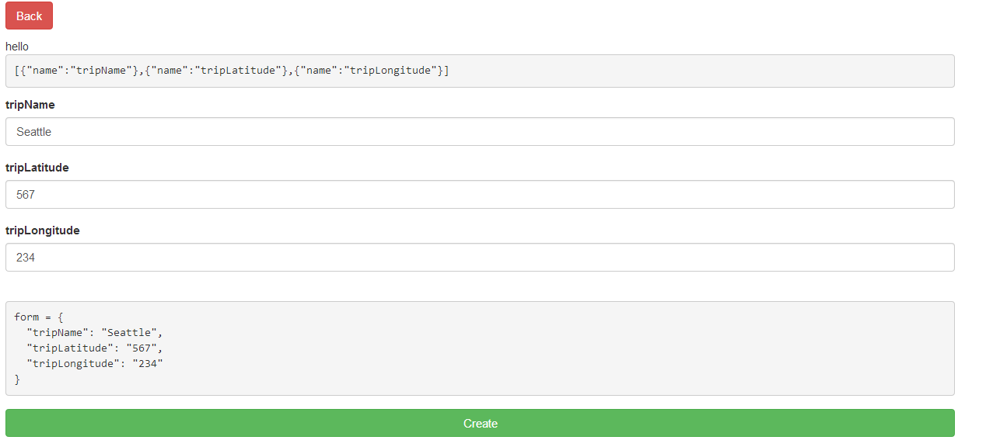 Back
hello
[{"name":"tripName"},{"name":"tripLatitude"},{"name":"tripLongitude"}]
tripName
Seattle
tripLatitude
567
tripLongitude
234
form = {
  "tripName": "Seattle",
  "tripLatitude": "567",
  "tripLongitude": "234"
}
Create